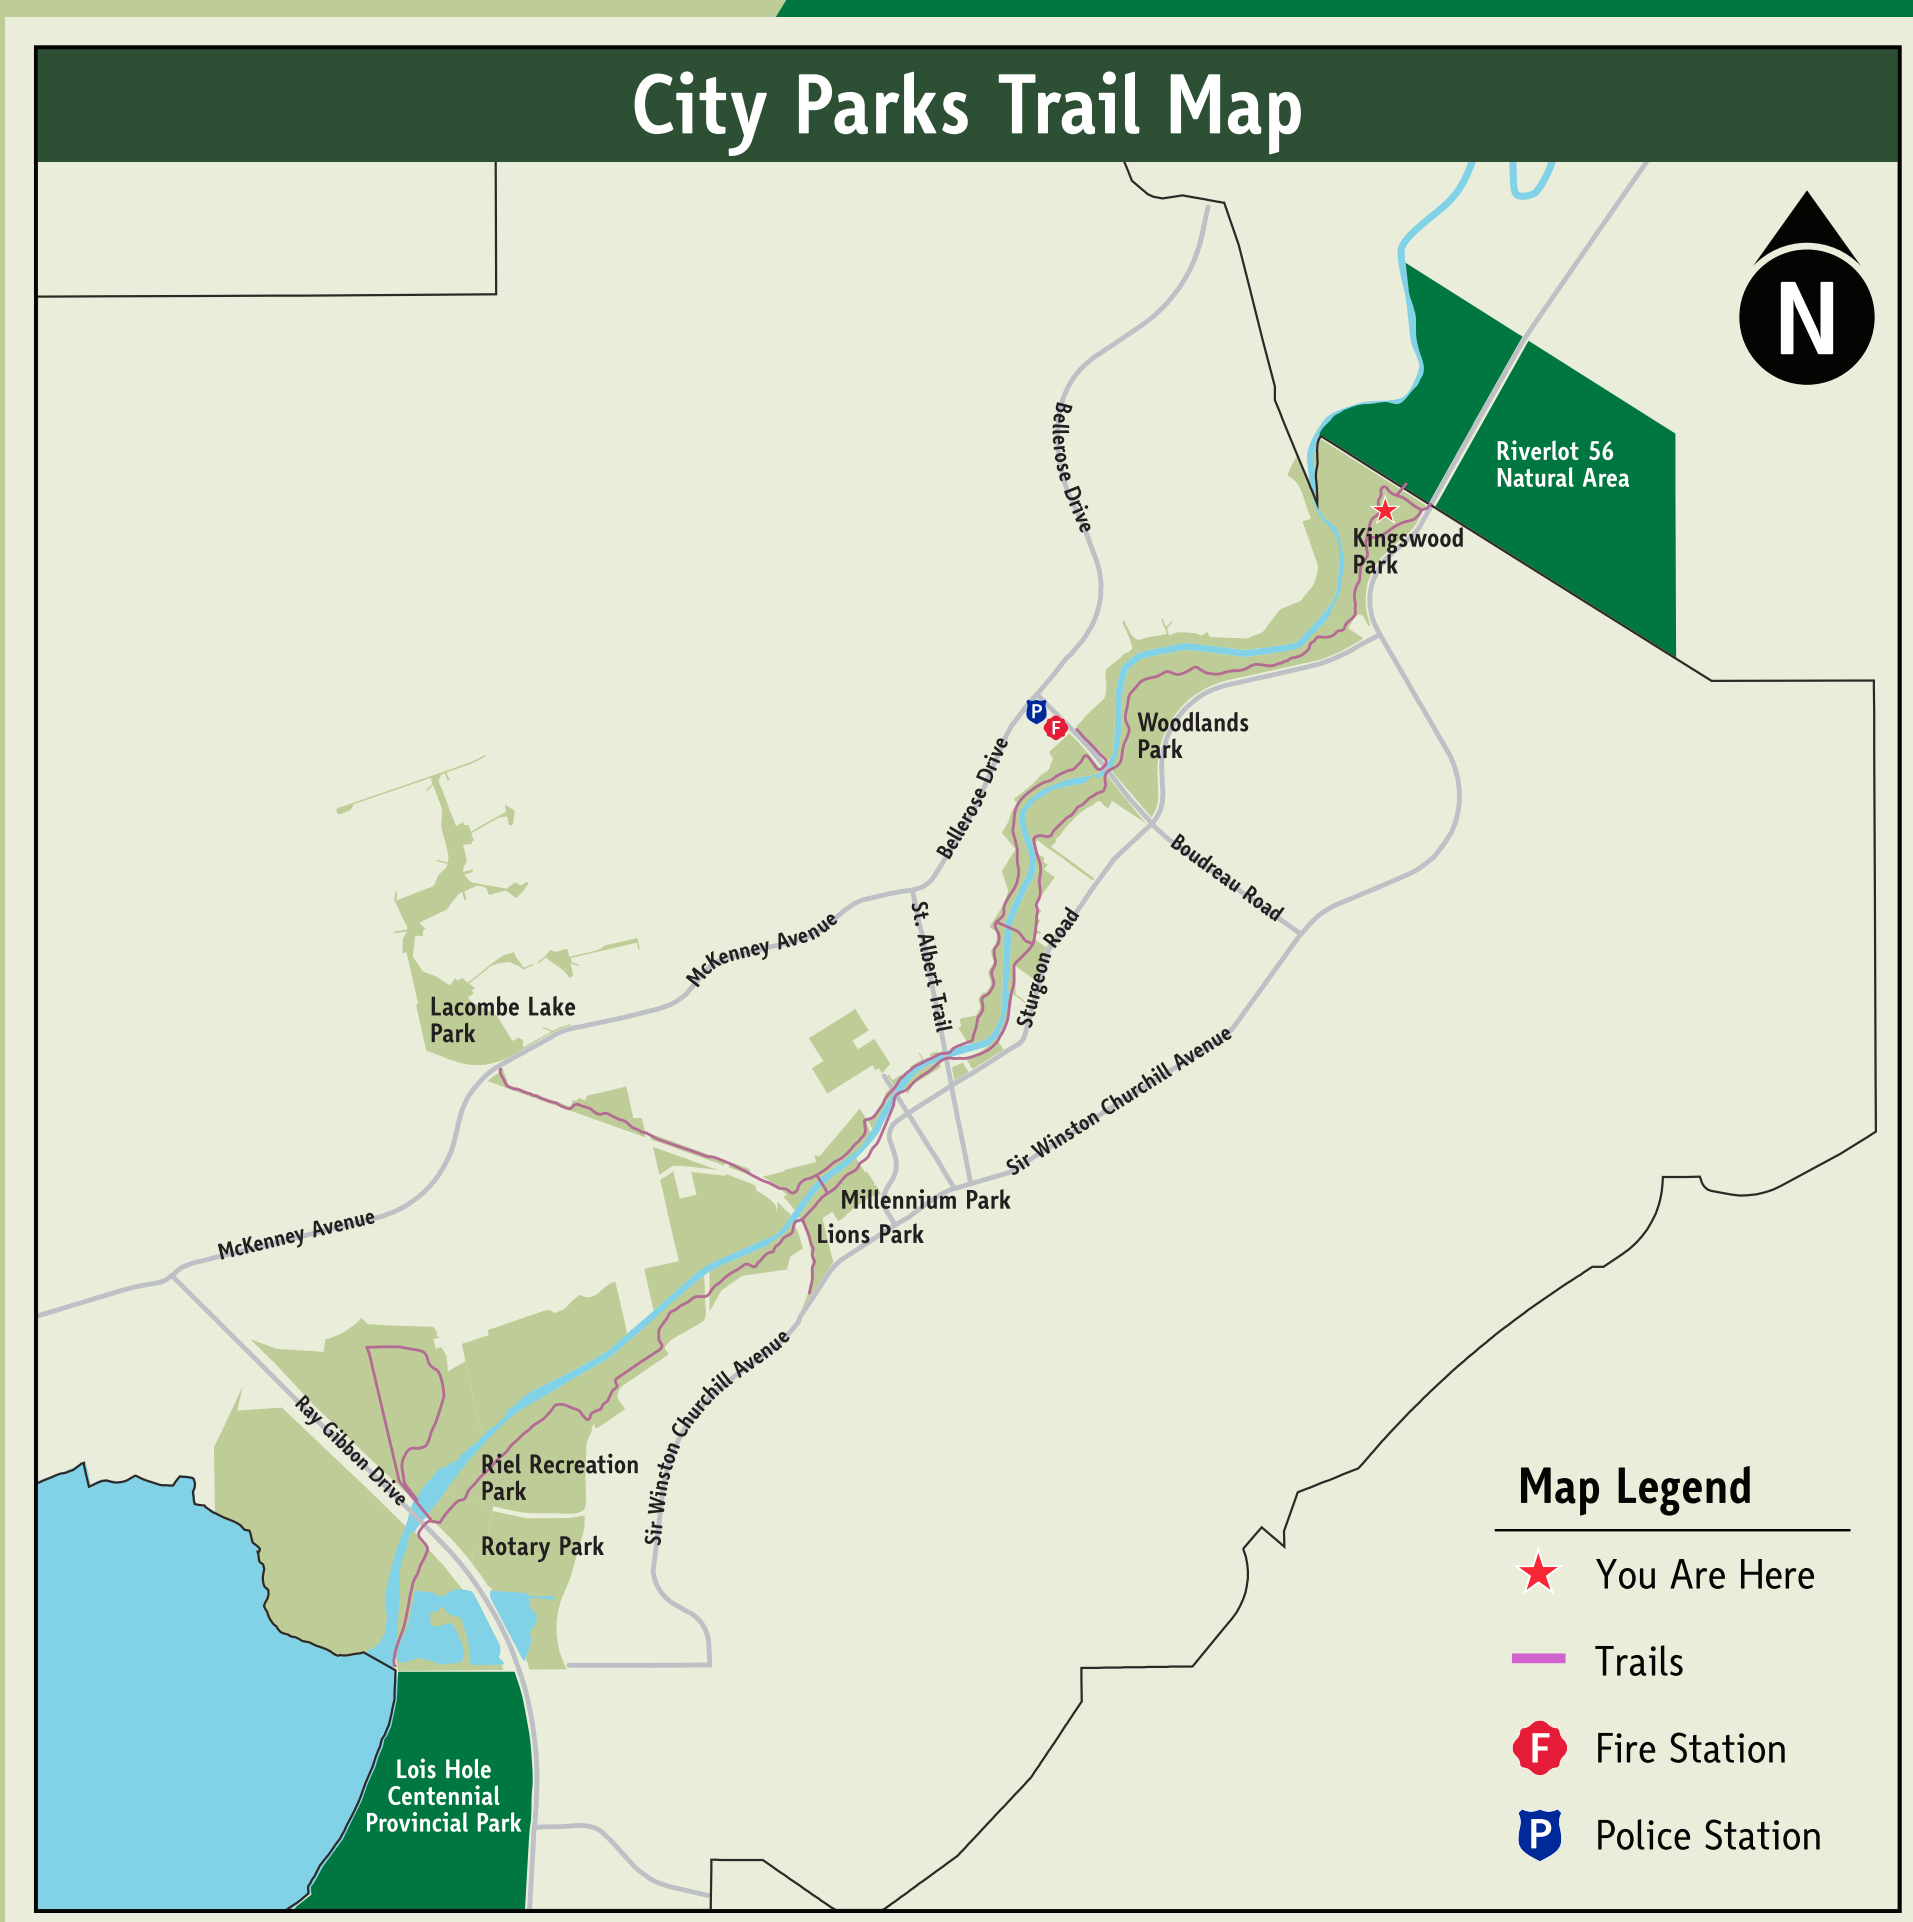 City Parks Trail Map
N
Bellerose Drive
Riverlot 56
Natural Area
Kingswood
Park
P
F
Woodlands
Park
Bellerose Drive
Boudreau Road
McKenney Avenue
St. Albert Trail
Sturgeon Road
Lacombe Lake
Park
Sir Winston Churchill Avenue
Millennium Park
Lions Park
McKenney Avenue
Sir Winston Churchill Avenue
Ray Gibbon Drive
Riel Recreation
Park
Rotary Park
Lois Hole
Centennial
Provincial Park
Map Legend
You Are Here
Trails
F Fire Station
P Police Station